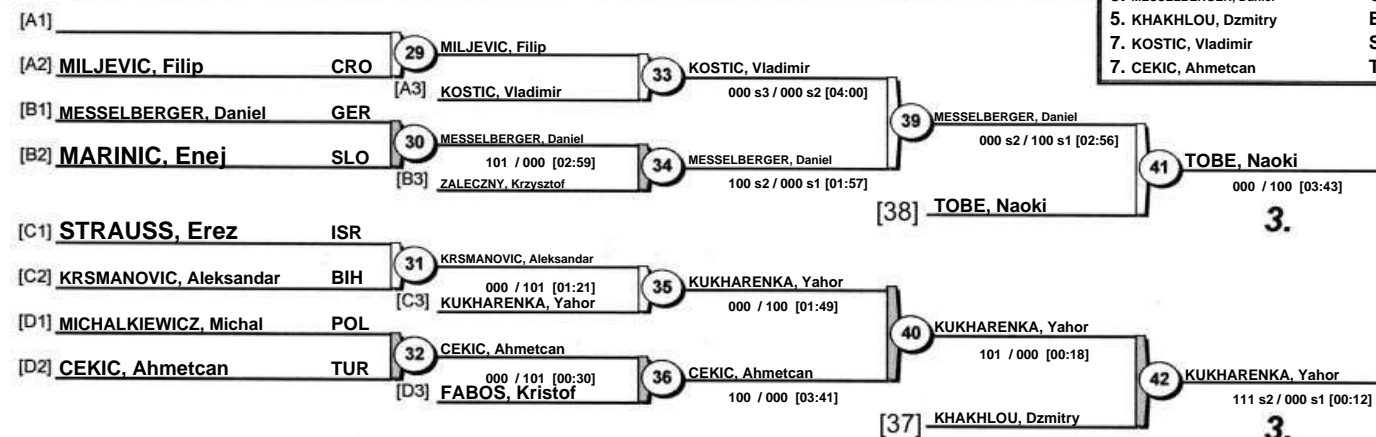 5. KHAKHLOU, Dzmitry
7. KOSTIC, Vladimir
7. CEKIC, Ahmetcan
[A1]
[A2] MILJEVIC, Filip CRO
29 MILJEVIC, Filip
[A3] KOSTIC, Vladimir
33 KOSTIC, Vladimir
000 s3 / 000 s2 [04:00]
[B1] MESSELBERGER, Daniel GER
[B2] MARINIC, Enej SLO
30 MESSELBERGER, Daniel
101 / 000 [02:59]
[B3] ZALECZNY, Krzysztof
34 MESSELBERGER, Daniel
100 s2 / 000 s1 [01:57]
39 MESSELBERGER, Daniel
000 s2 / 100 s1 [02:56]
[38] TOBE, Naoki
41 TOBE, Naoki
000 / 100 [03:43]
3.
[C1] STRAUSS, Erez ISR
[C2] KRSMANOVIC, Aleksandar BIH
31 KRSMANOVIC, Aleksandar
000 / 101 [01:21]
[C3] KUKHARENKA, Yahor
35 KUKHARENKA, Yahor
000 / 100 [01:49]
[D1] MICHALKIEWICZ, Michal POL
[D2] CEKIC, Ahmetcan TUR
32 CEKIC, Ahmetcan
000 / 101 [00:30]
[D3] FABOS, Kristof
36 CEKIC, Ahmetcan
100 / 000 [03:41]
40 KUKHARENKA, Yahor
101 / 000 [00:18]
[37] KHAKHLOU, Dzmitry
42 KUKHARENKA, Yahor
111 s2 / 000 s1 [00:12]
3.